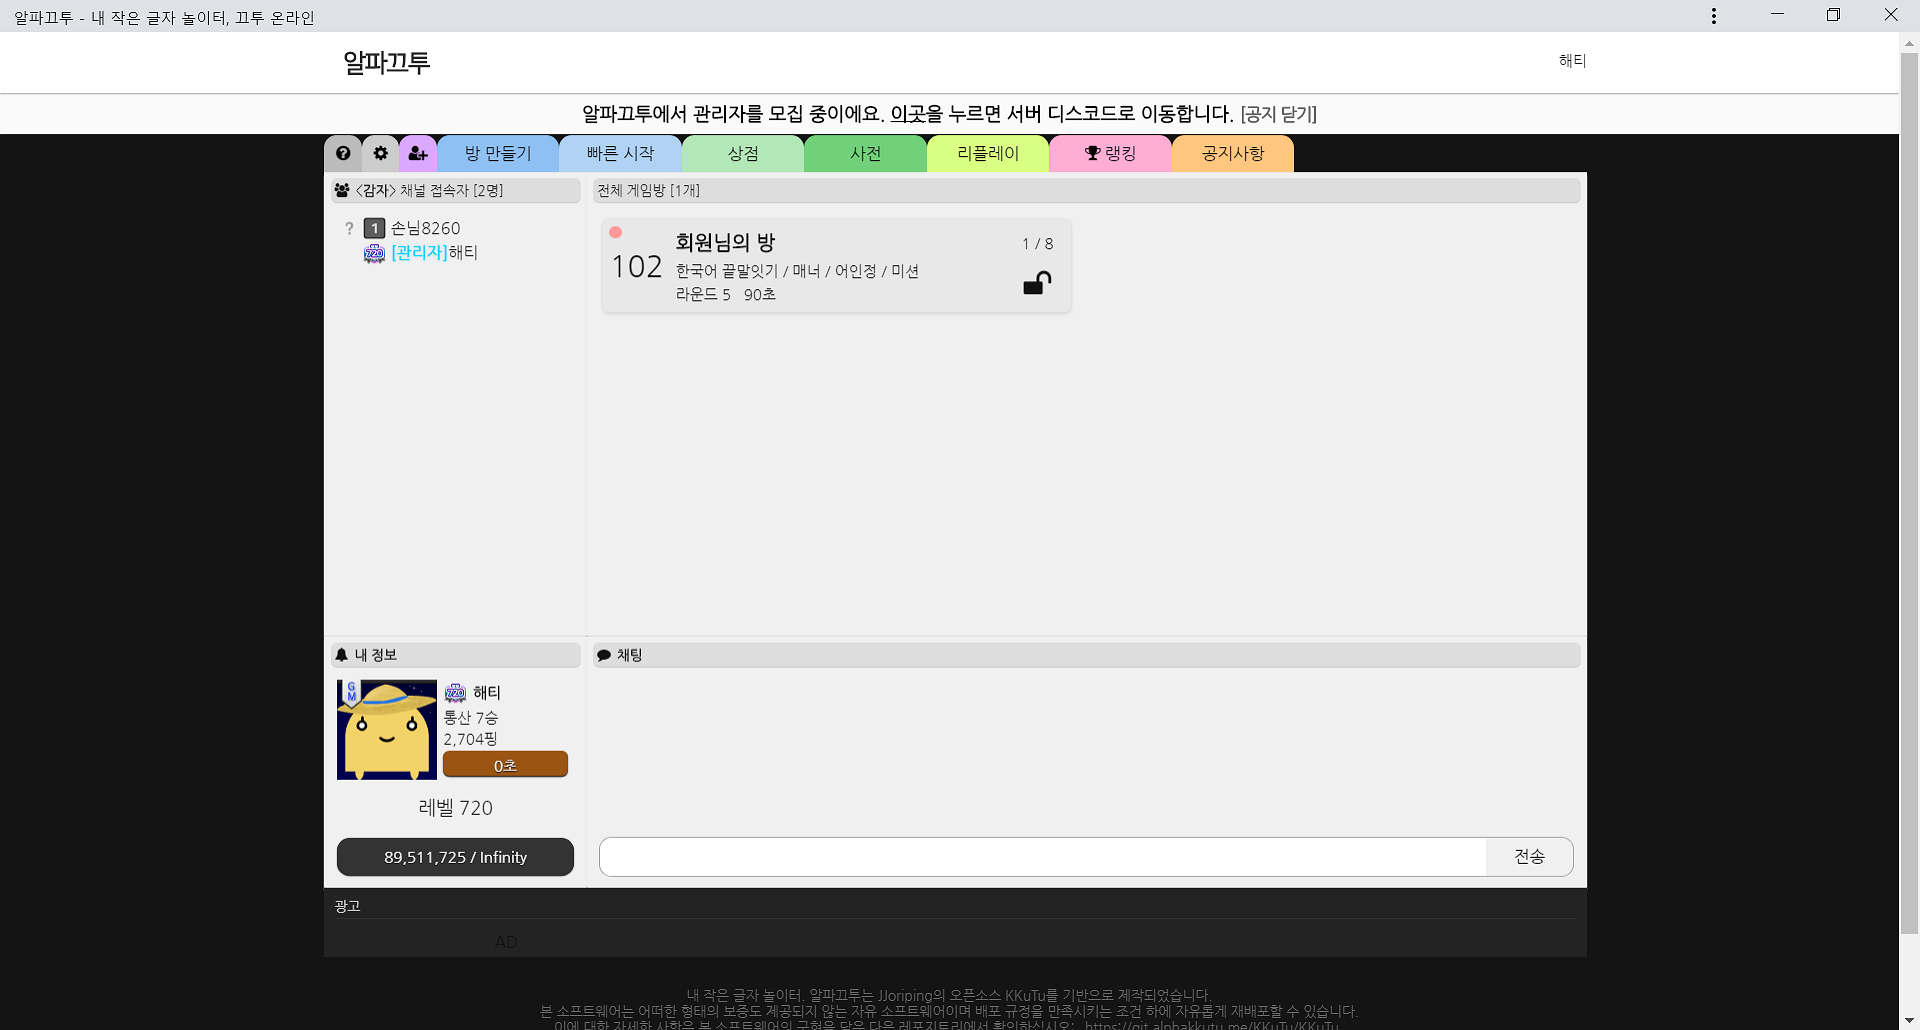 알파끄투 - 내 작은 글자 놀이터, 끄투 온라인
알파끄투
해티
알파끄투에서 관리자를 모집 중이에요. 이곳을 누르면 서버 디스코드로 이동합니다. [공지 닫기]
방 만들기 빠른 시작 상점 사전 리플레이 랭킹 공지사항
<감자> 채널 접속자 [2명]
? 1 손님8260
720 [관리자]해티
전체 게임방 [1개]
102
회원님의 방
1 / 8
한국어 끝말잇기 / 매너 / 어인정 / 미션
라운드 5 90초
내 정보
GM
720 해티
통산 7승
2,704핑
0초
레벨 720
89,511,725 / Infinity
채팅
전송
광고
AD
내 작은 글자 놀이터. 알파끄투는 JJoriping의 오픈소스 KKuTu를 기반으로 제작되었습니다.
본 소프트웨어는 어떠한 형태의 보증도 제공되지 않는 자유 소프트웨어이며 배포 규정을 만족시키는 조건 하에 자유롭게 재배포할 수 있습니다.
이에 대한 자세한 사항은 본 소프트웨어의 구현을 담은 다음 레포지토리에서 확인하십시오: https://git.alphakkutu.me/KKuTu/KKuTu